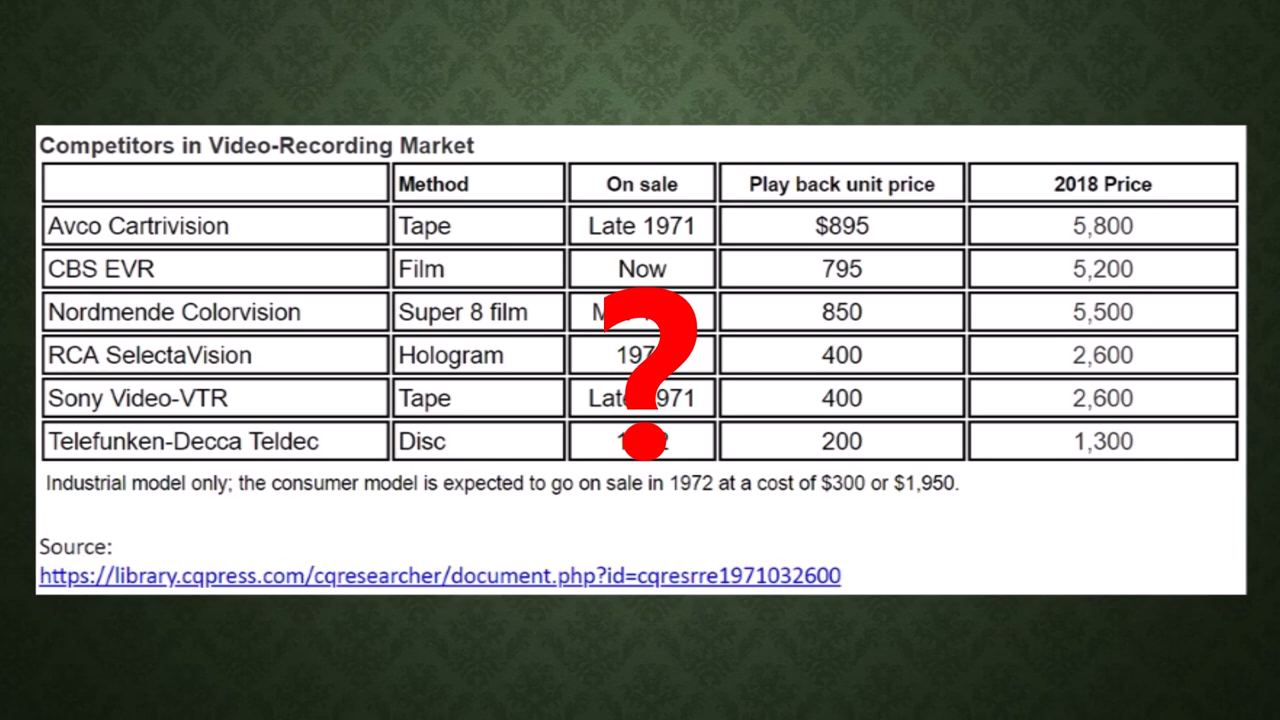 Competitors in Video-Recording Market
Method On sale Play back unit price 2018 Price
Avco Cartrivision Tape Late 1971 $895 5,800
CBS EVR Film Now 795 5,200
Nordmende Colorvision Super 8 film 850 5,500
RCA SelectaVision Hologram 400 2,600
Sony Video-VTR Tape Late 1971 400 2,600
Telefunken-Decca Teldec Disc 200 1,300
?
Industrial model only; the consumer model is expected to go on sale in 1972 at a cost of $300 or $1,950.
Source:
https://library.cqpress.com/cqresearcher/document.php?id=cqresrre1971032600